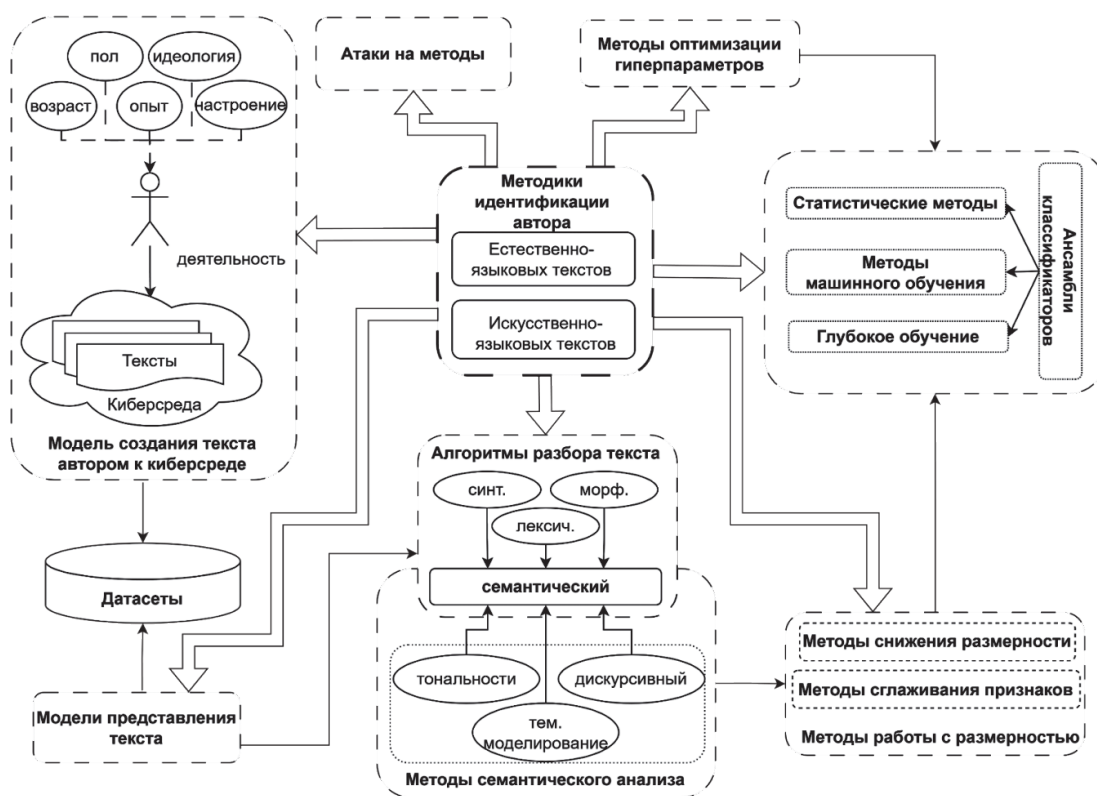 пол
идеология
возраст
опыт
настроение
деятельность
Тексты
Киберсреда
Модель создания текста
автором к киберсреде
Датасеты
Модели представления
текста
Атаки на методы
Методы оптимизации
гиперпараметров
Методики
идентификации
автора
Естественно-
языковых текстов
Искусственно-
языковых текстов
Статистические методы
Методы
машинного обучения
Глубокое обучение
Ансамбли
классификаторов
Алгоритмы разбора текста
синт.
морф.
лексич.
семантический
тональности
дискурсивный
тем.
моделирование
Методы семантического анализа
Методы снижения размерности
Методы сглаживания признаков
Методы работы с размерностью